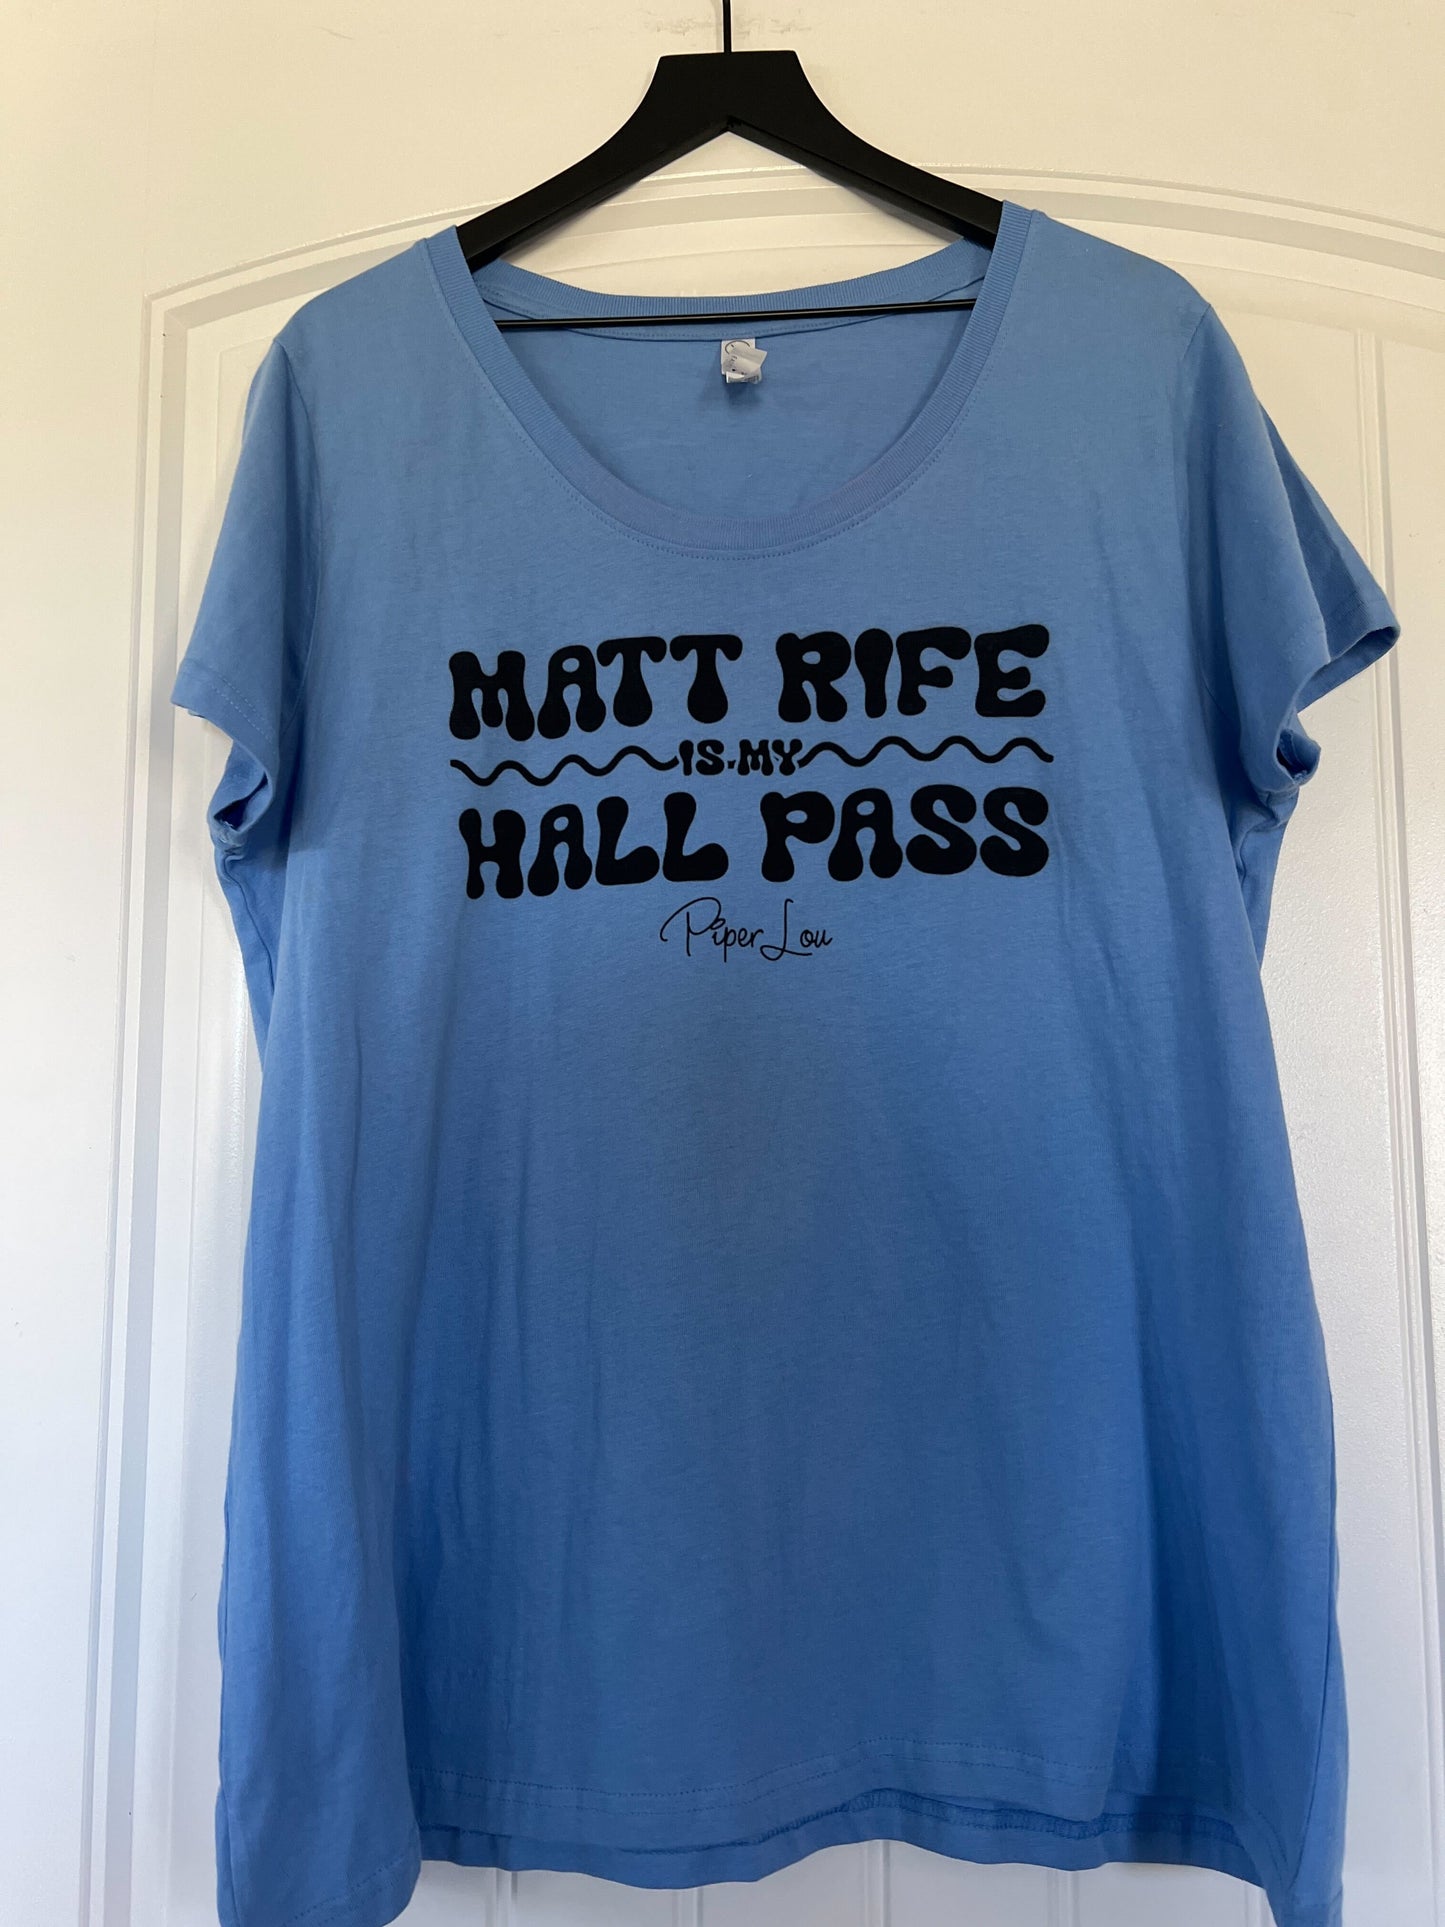 MATT RIFE
IS MY
HALL PASS
Piper Lou